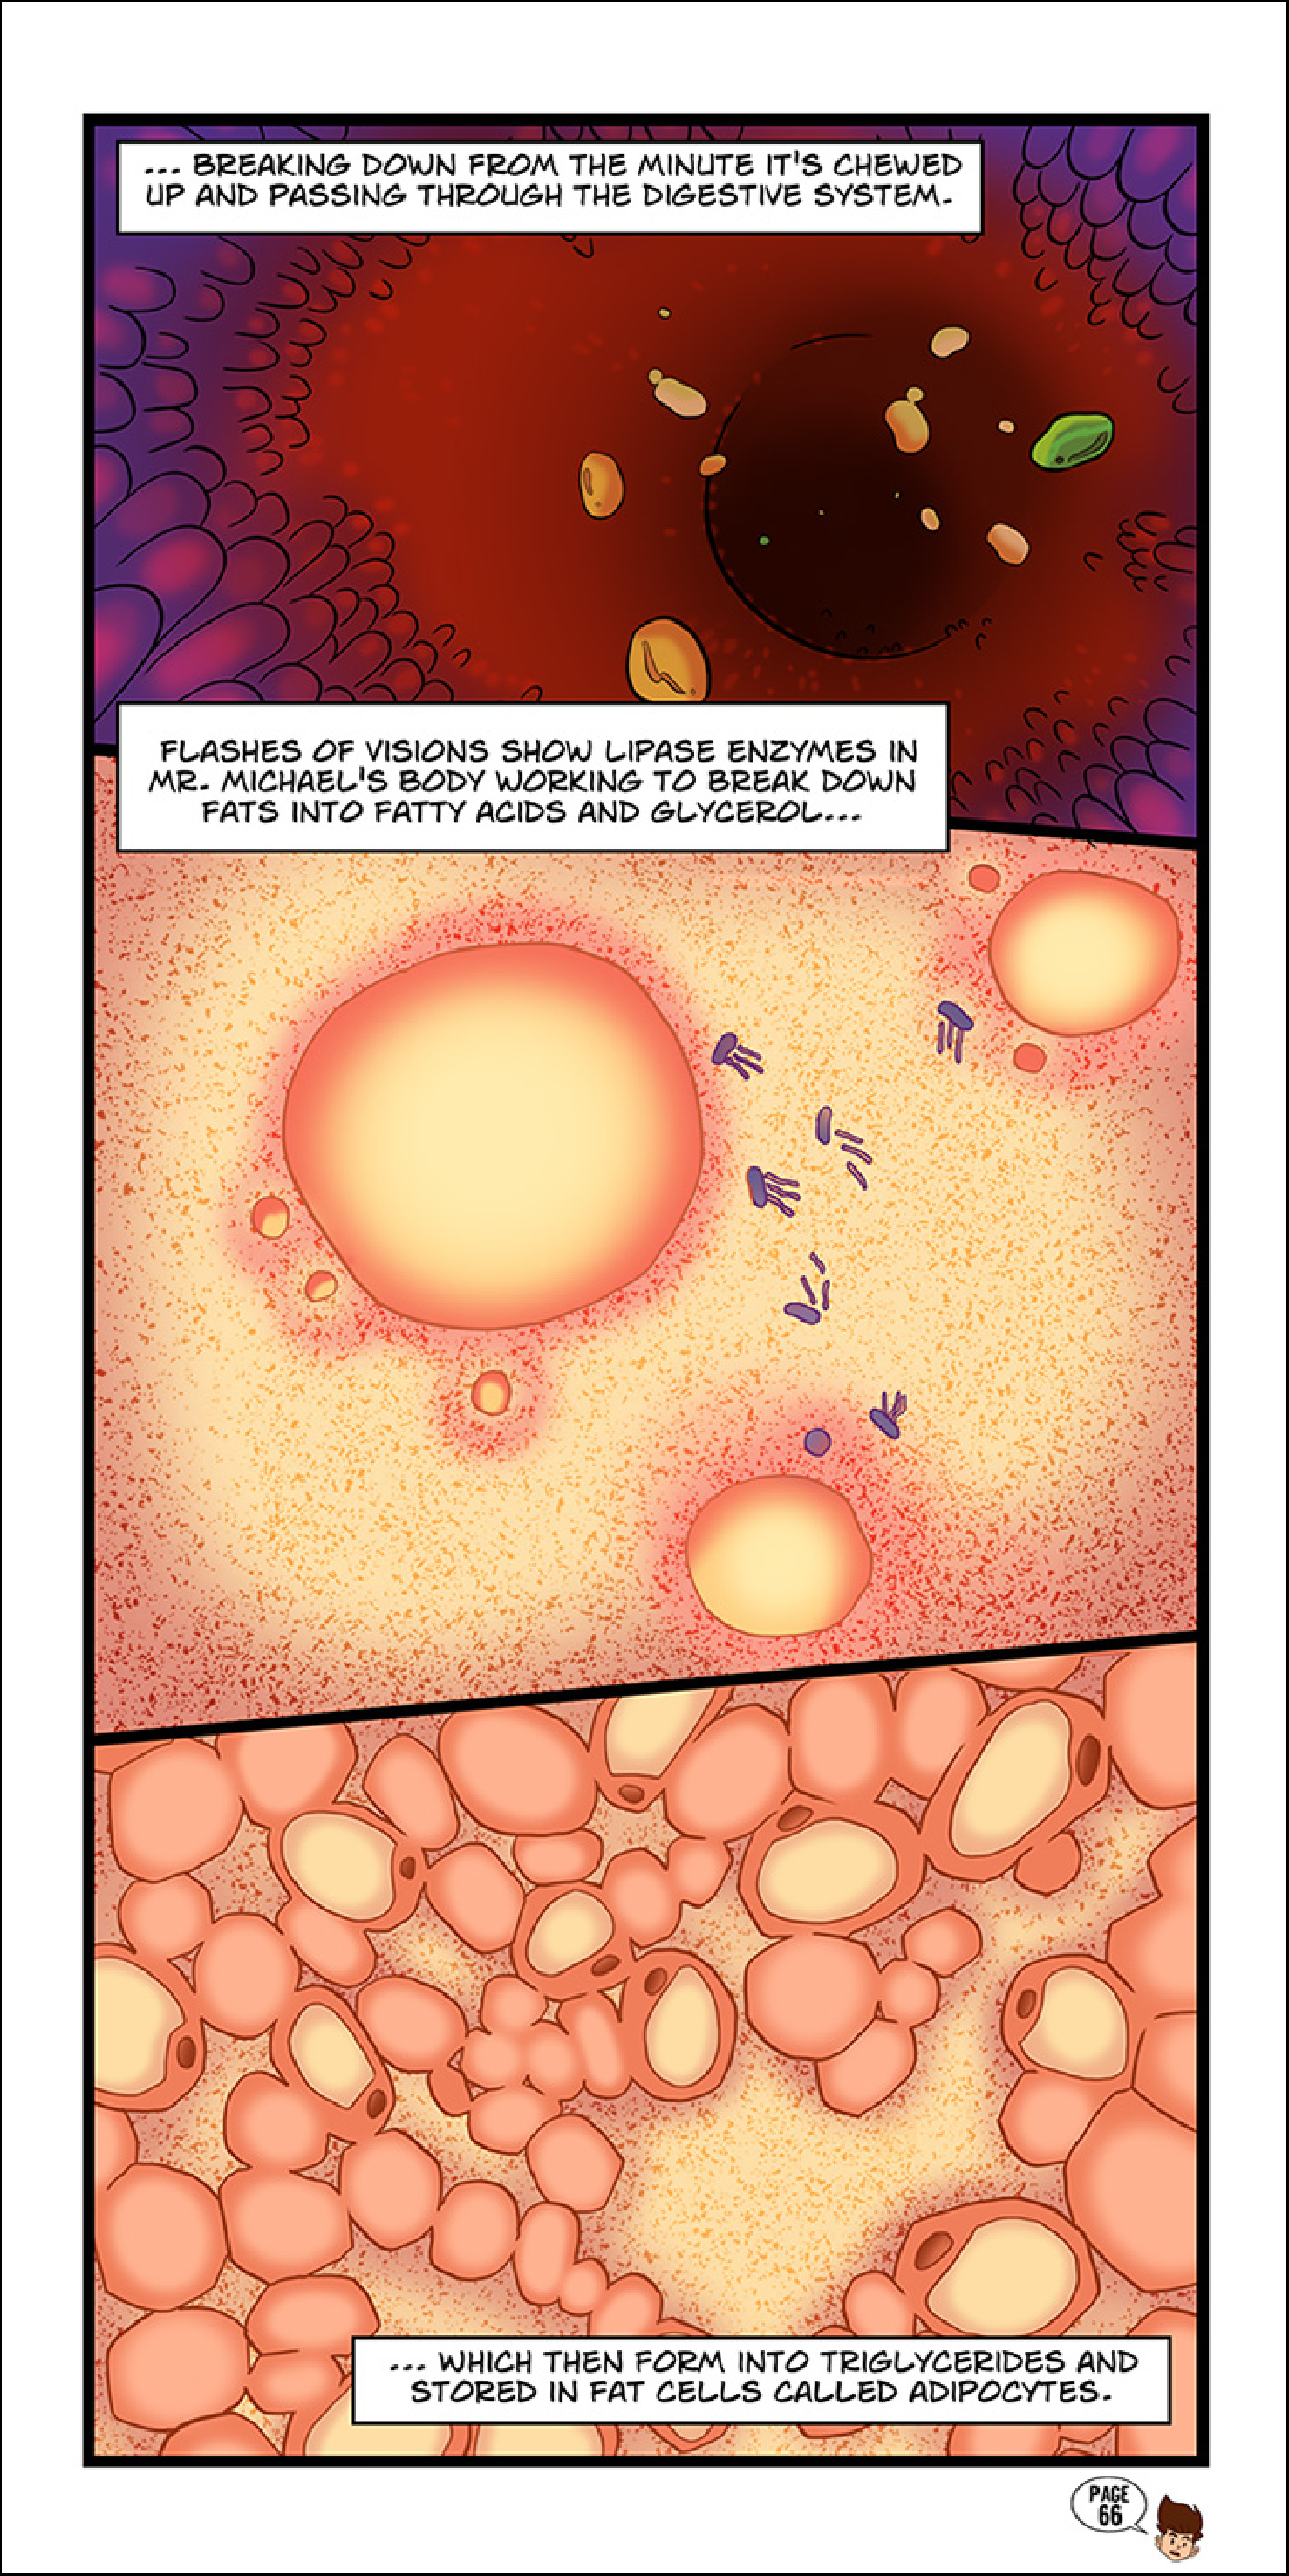 ... BREAKING DOWN FROM THE MINUTE IT'S CHEWED
UP AND PASSING THROUGH THE DIGESTIVE SYSTEM.
FLASHES OF VISIONS SHOW LIPASE ENZYMES IN
MR. MICHAEL'S BODY WORKING TO BREAK DOWN
FATS INTO FATTY ACIDS AND GLYCEROL...
... WHICH THEN FORM INTO TRIGLYCERIDES AND
STORED IN FAT CELLS CALLED ADIPOCYTES.
PAGE
66